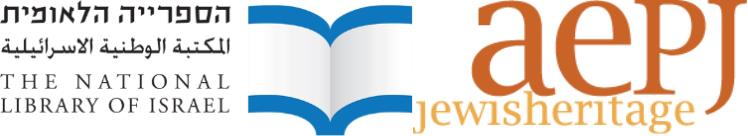 הספרייה הלאומית
المكتبة الوطنية الاسرائيلية
THE NATIONAL
LIBRARY OF ISRAEL
aepj
jewisheritage